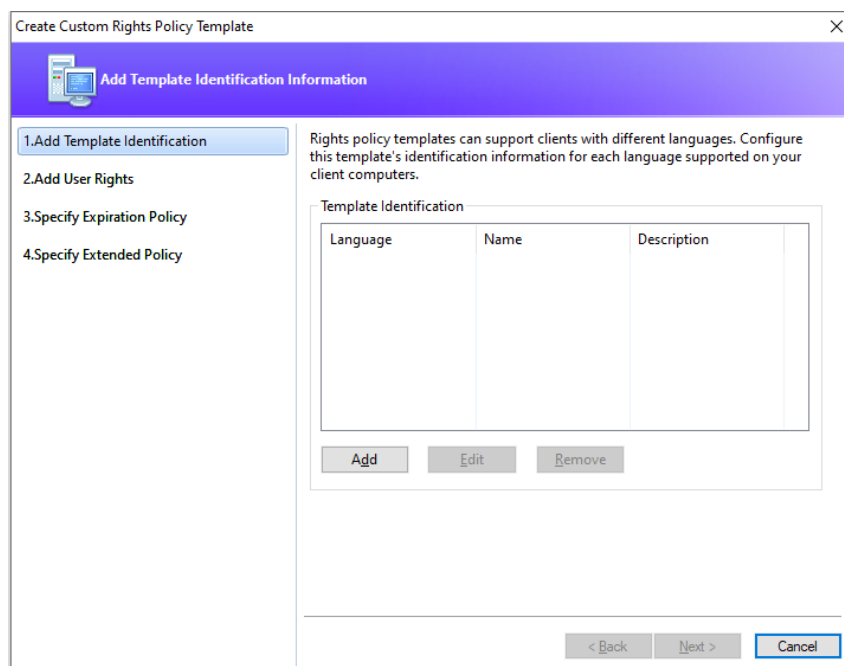 Create Custom Rights Policy Template
Add Template Identification Information
1.Add Template Identification
2.Add User Rights
3.Specify Expiration Policy
4.Specify Extended Policy
Rights policy templates can support clients with different languages. Configure
this template's identification information for each language supported on your
client computers.
Template Identification
Language Name Description
Add Edit Remove
< Back Next > Cancel